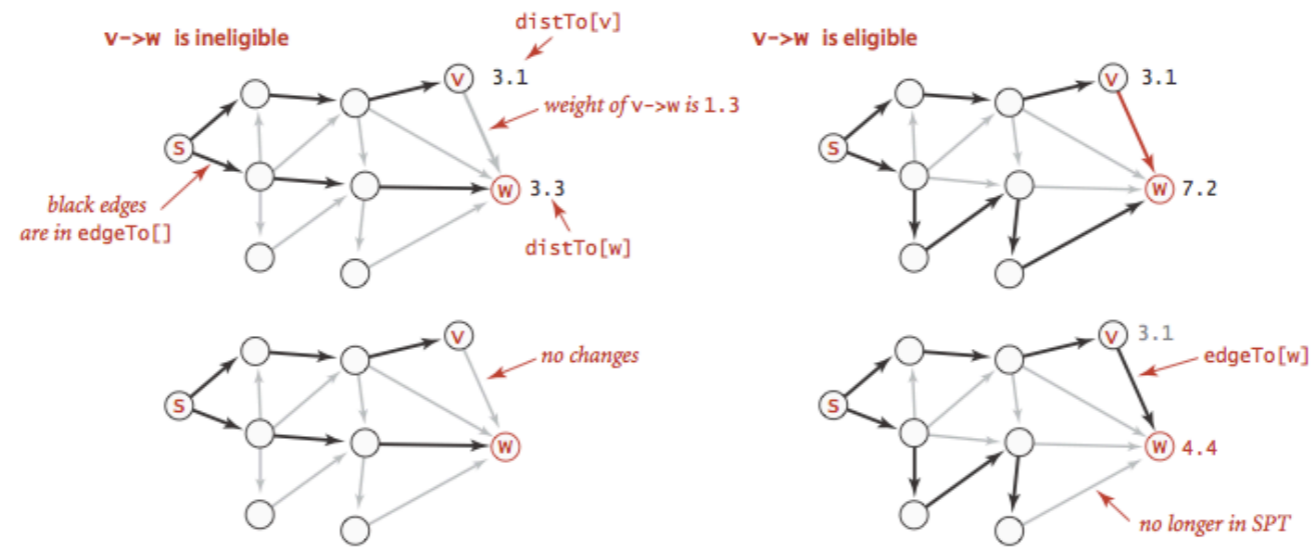 v->w is ineligible
distTo[v]
v 3.1
weight of v->w is 1.3
s
black edges
are in edgeTo[]
w 3.3
distTo[w]
v->w is eligible
v 3.1
s
w 7.2
v
no changes
s
w
v 3.1
edgeTo[w]
s
w 4.4
no longer in SPT